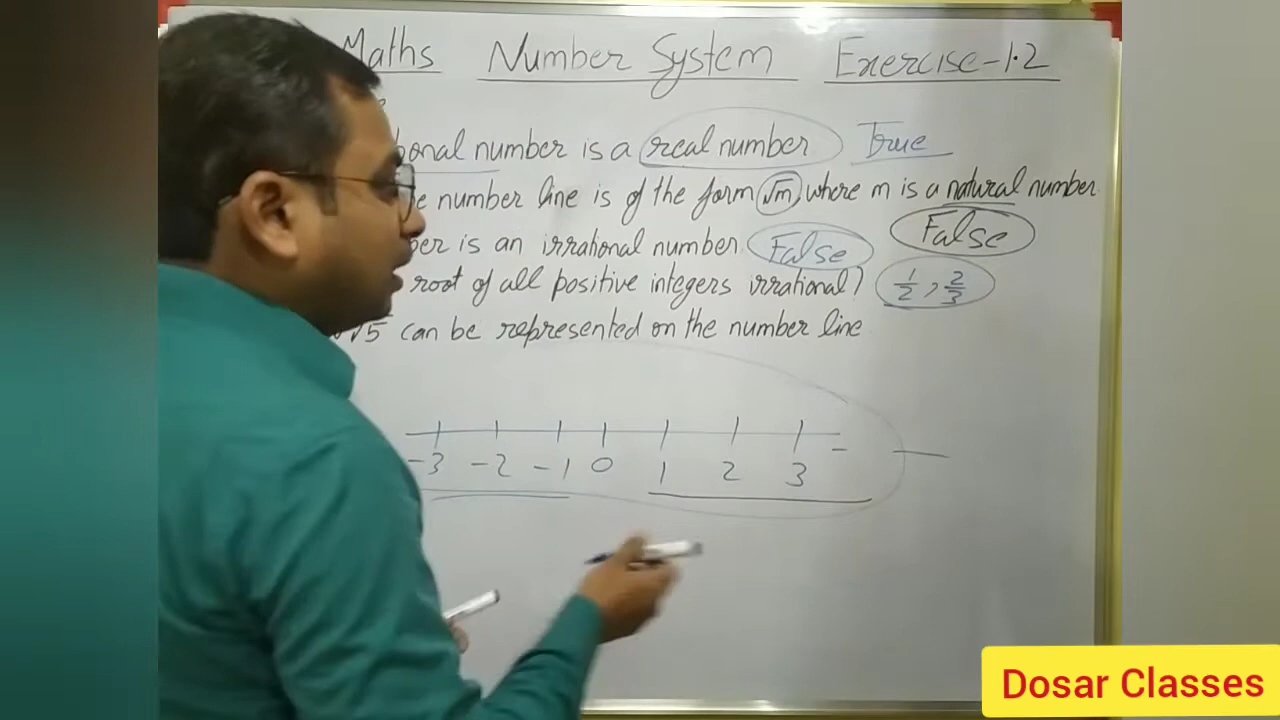 Maths Number System Exercise-1.2
number is a real number True
number line is of the form √m, where m is a natural number
is an irrational number. False False
root of all positive integers irrational? 1/2, 2/3
√5 can be represented on the number line
-3 -2 -1 0 1 2 3 -
Dosar Classes